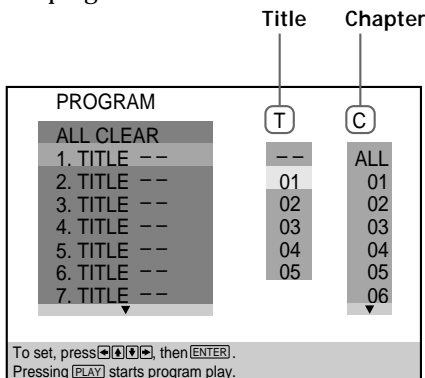 Title Chapter
PROGRAM
T C
ALL CLEAR
1. TITLE – – – – ALL
2. TITLE – – 01 01
3. TITLE – – 02 02
4. TITLE – – 03 03
5. TITLE – – 04 04
6. TITLE – – 05 05
7. TITLE – – 06
To set, press ←↑↓→, then ENTER.
Pressing PLAY starts program play.